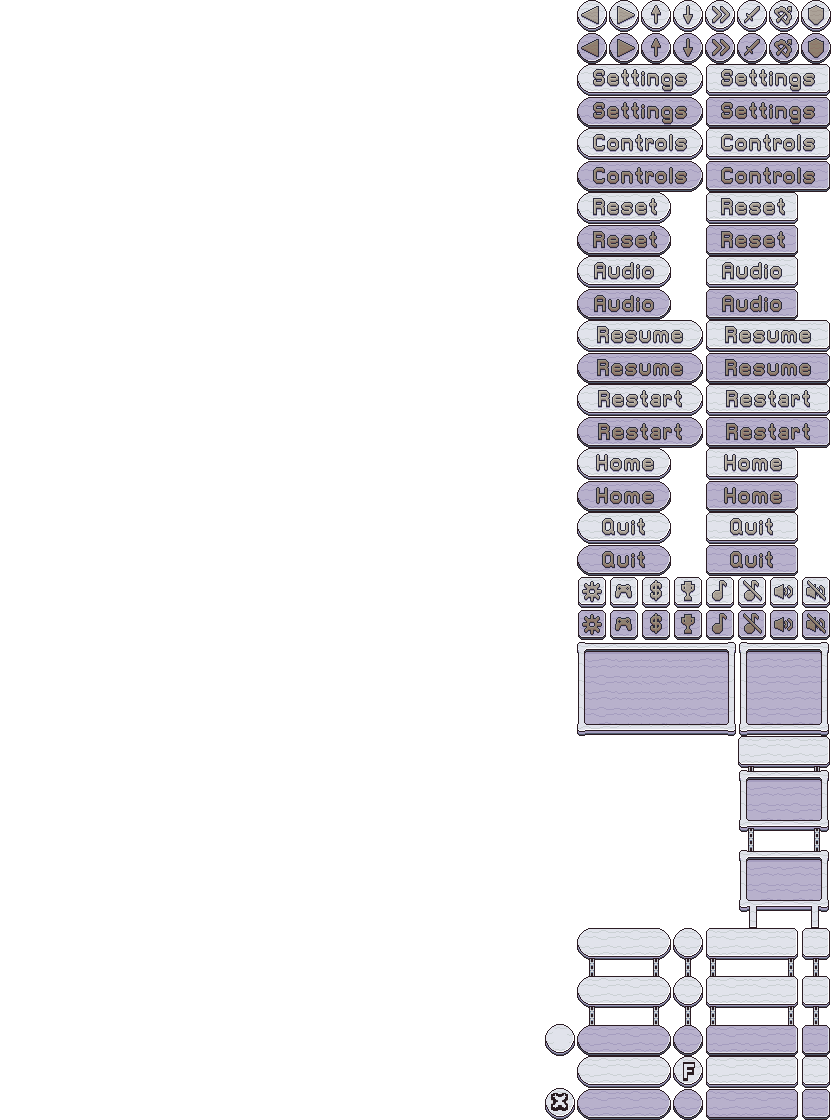 Settings Settings
Settings Settings
Controls Controls
Controls Controls
Reset Reset
Reset Reset
Audio Audio
Audio Audio
Resume Resume
Resume Resume
Restart Restart
Restart Restart
Home Home
Home Home
Quit Quit
Quit Quit
$
$
F
X